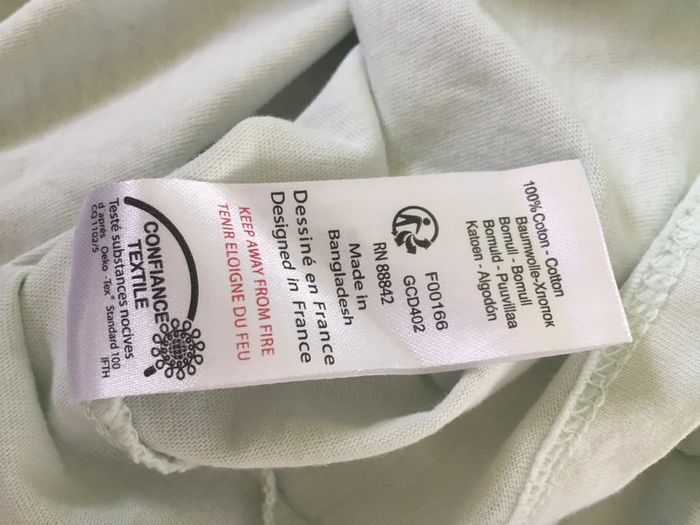 100% Coton - Cotton
Baumwolle-Хлопок
Bomull - Bomull
Bomuld - Puuvillaa
Katoen - Algodón
F00166
GCD402
RN 88842
Made in
Bangladesh
Dessiné en France
Designed in France
KEEP AWAY FROM FIRE
TENIR ELOIGNE DU FEU
CONFIANCE
TEXTILE
Testé substances nocives
d'après Oeko-Tex® Standard 100
CQ 1102/5 IFTH